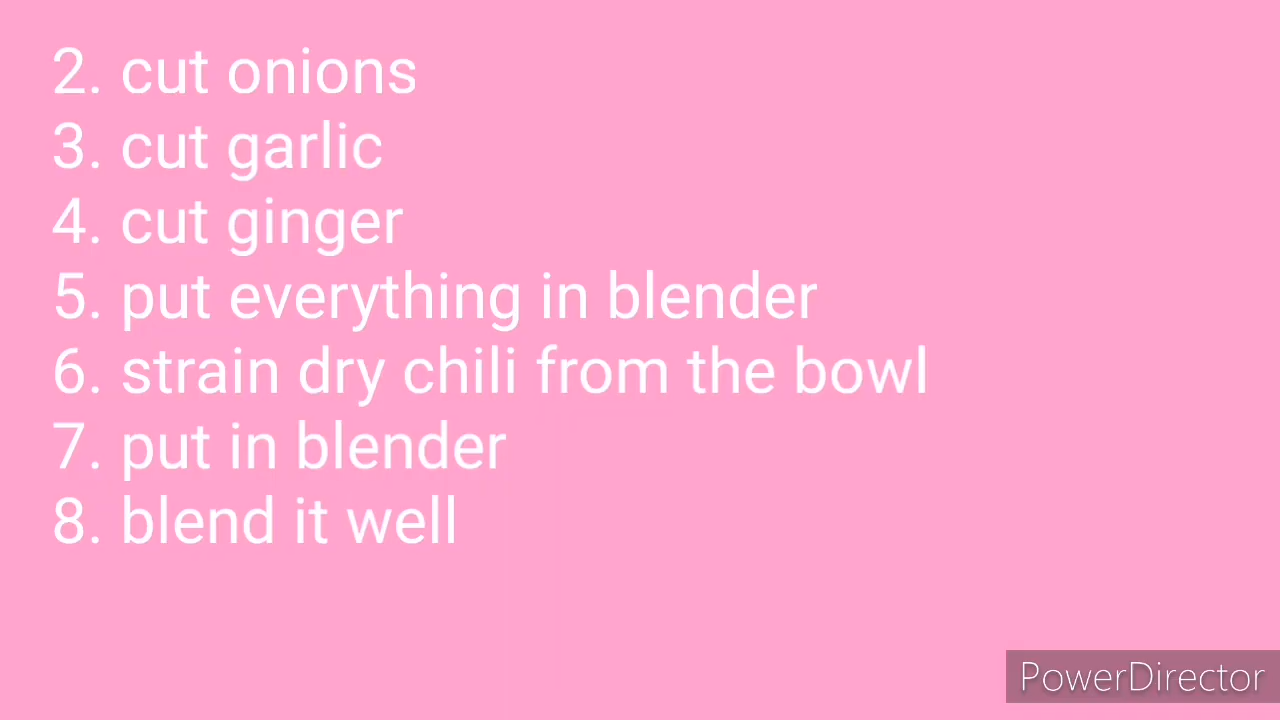 2. cut onions
3. cut garlic
4. cut ginger
5. put everything in blender
6. strain dry chili from the bowl
7. put in blender
8. blend it well
PowerDirector